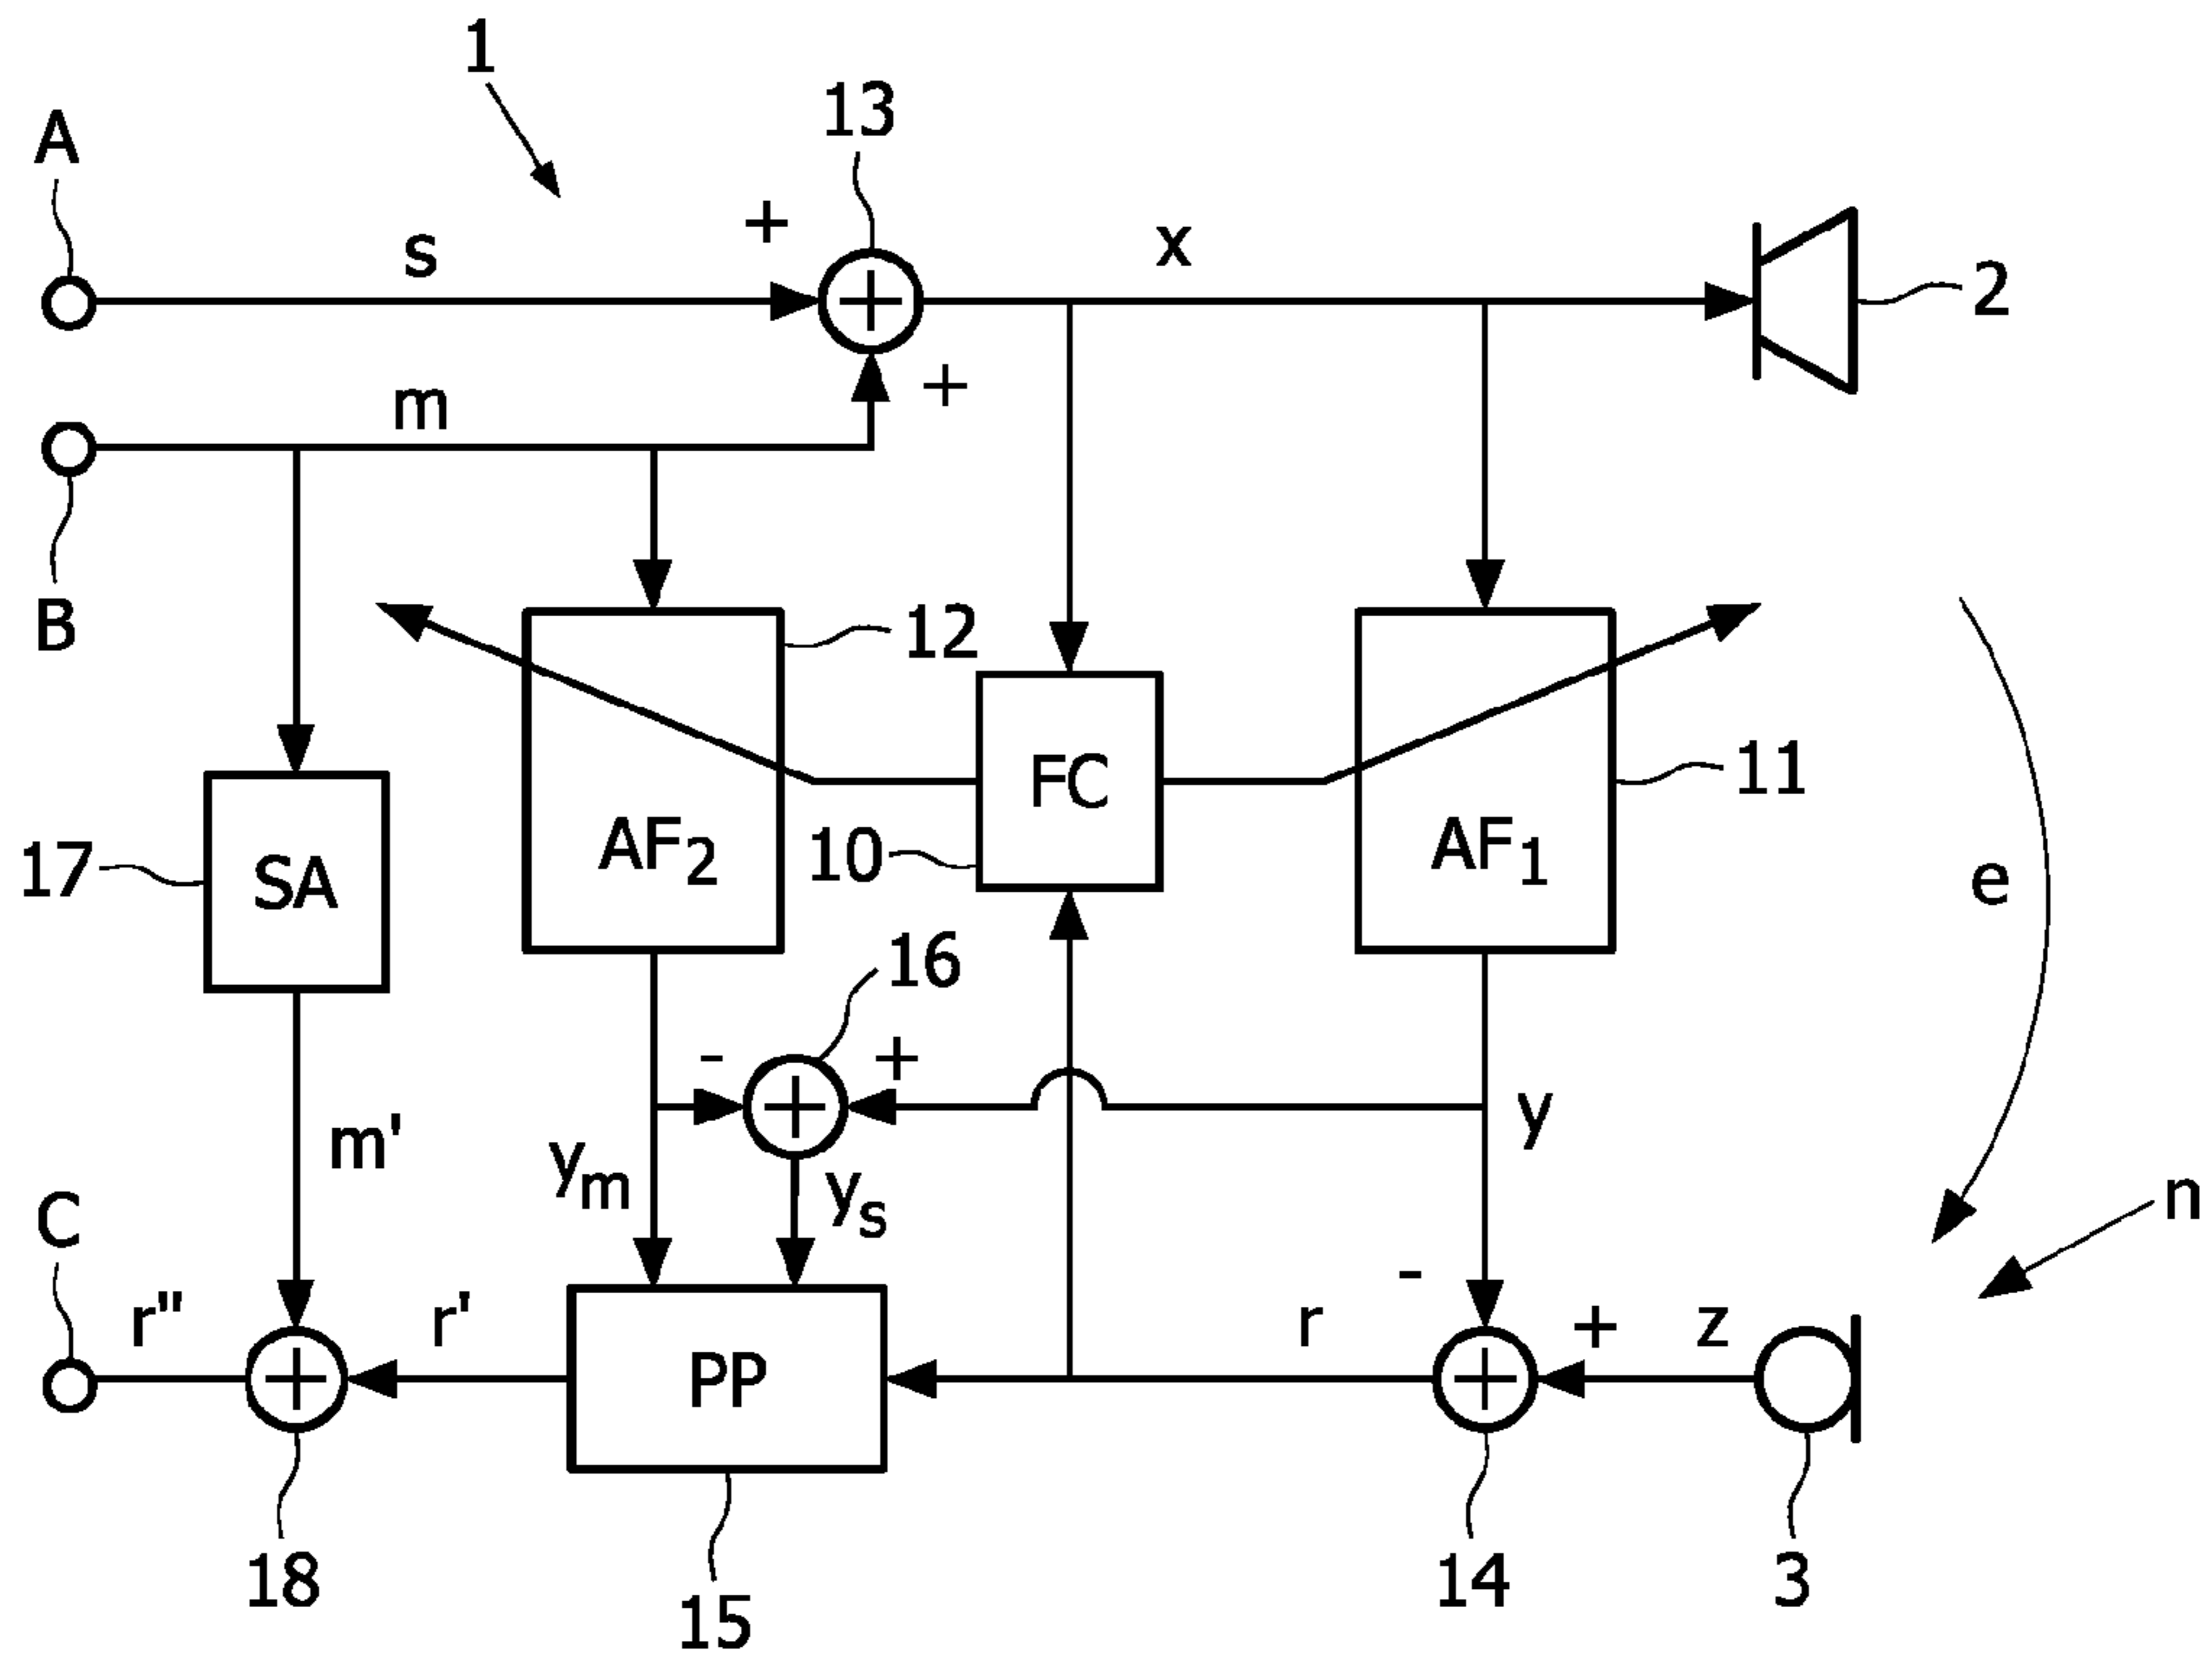 1
13
A
+
s
x
2
m
+
B
12
11
FC
10
AF2
AF1
17
SA
e
16
-
+
m'
ym
ys
y
n
C
r"
r'
PP
r
-
+
z
18
15
14
3